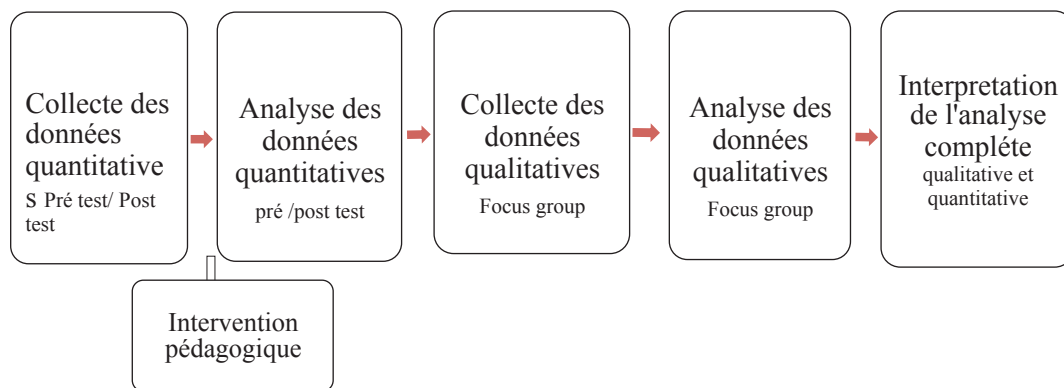 Collecte des
données
quantitative
s Pré test/ Post
test
Analyse des
données
quantitatives
pré /post test
Collecte des
données
qualitatives
Focus group
Analyse des
données
qualitatives
Focus group
Interpretation
de l'analyse
compléte
qualitative et
quantitative
Intervention
pédagogique